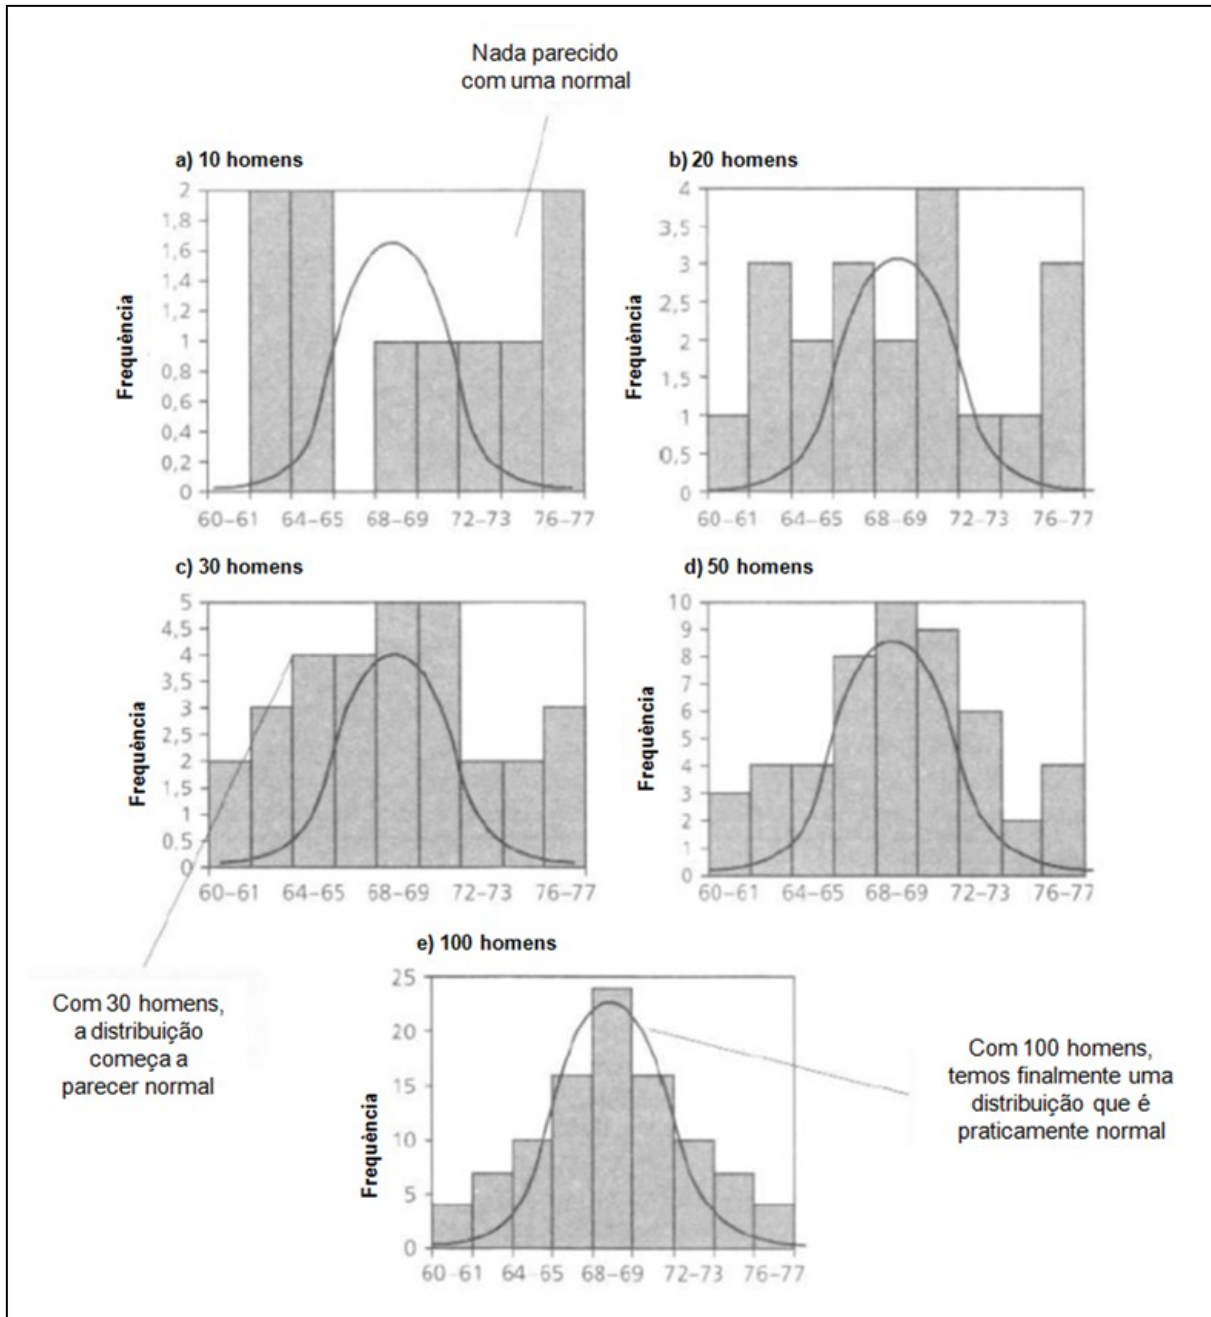 Nada parecido
com uma normal
a) 10 homens
2
1,8
1,6
1,4
1,2
1
0,8
0,6
0,4
0,2
0
Frequência
60–61 64–65 68–69 72–73 76–77
b) 20 homens
4
3,5
3
2,5
2
1,5
1
0,5
0
Frequência
60–61 64–65 68–69 72–73 76–77
c) 30 homens
5
4,5
4
3,5
3
2,5
2
1,5
1
0,5
0
Frequência
60–61 64–65 68–69 72–73 76–77
d) 50 homens
10
9
8
7
6
5
4
3
2
1
0
Frequência
60–61 64–65 68–69 72–73 76–77
Com 30 homens,
a distribuição
começa a
parecer normal
e) 100 homens
25
20
15
10
5
0
Frequência
60–61 64–65 68–69 72–73 76–77
Com 100 homens,
temos finalmente uma
distribuição que é
praticamente normal